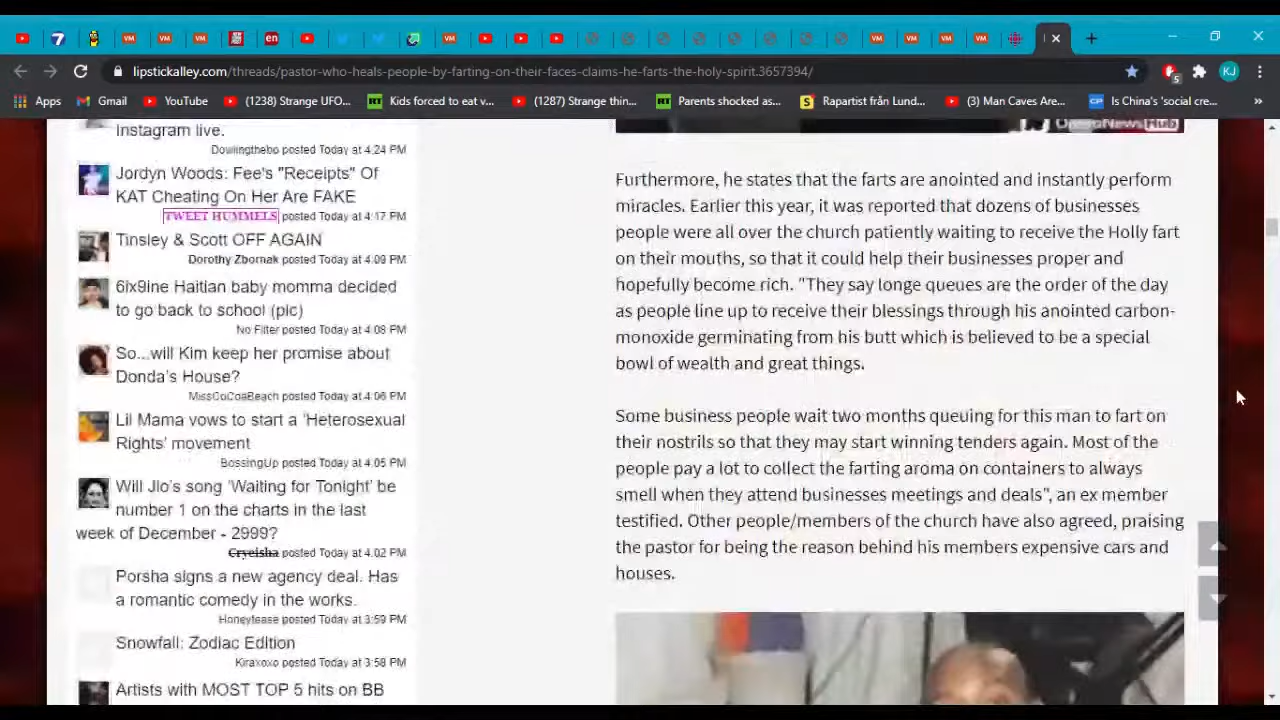 7
VM
VM
VM
en
VM
VM
VM
VM
VM
KJ
lipstickalley.com/threads/pastor-who-heals-people-by-farting-on-their-faces-claims-he-farts-the-holy-spirit.3657394/
5
Apps
Gmail
YouTube
(1238) Strange UFO...
RT
Kids forced to eat v...
(1287) Strange thin...
RT
Parents shocked as...
S
Rapartist från Lund...
(3) Man Caves Are...
CP
Is China's 'social cre...
»
Instagram live.
Dowlingthebo posted Today at 4:24 PM
Jordyn Woods: Fee's "Receipts" Of
KAT Cheating On Her Are FAKE
TWEET HUMMELS posted Today at 4:17 PM
Tinsley & Scott OFF AGAIN
Dorothy Zbornak posted Today at 4:09 PM
6ix9ine Haitian baby momma decided
to go back to school (pic)
No Filter posted Today at 4:08 PM
So...will Kim keep her promise about
Donda's House?
MissCoCoaBeach posted Today at 4:06 PM
Lil Mama vows to start a 'Heterosexual
Rights' movement
BossingUp posted Today at 4:05 PM
Will Jlo's song 'Waiting for Tonight' be
number 1 on the charts in the last
week of December - 2999?
Cryeisha posted Today at 4:02 PM
Porsha signs a new agency deal. Has
a romantic comedy in the works.
Honeytease posted Today at 3:59 PM
Snowfall: Zodiac Edition
Kiraxoxo posted Today at 3:58 PM
Artists with MOST TOP 5 hits on BB
Furthermore, he states that the farts are anointed and instantly perform
miracles. Earlier this year, it was reported that dozens of businesses
people were all over the church patiently waiting to receive the Holly fart
on their mouths, so that it could help their businesses proper and
hopefully become rich. "They say longe queues are the order of the day
as people line up to receive their blessings through his anointed carbon-
monoxide germinating from his butt which is believed to be a special
bowl of wealth and great things.
Some business people wait two months queuing for this man to fart on
their nostrils so that they may start winning tenders again. Most of the
people pay a lot to collect the farting aroma on containers to always
smell when they attend businesses meetings and deals", an ex member
testified. Other people/members of the church have also agreed, praising
the pastor for being the reason behind his members expensive cars and
houses.